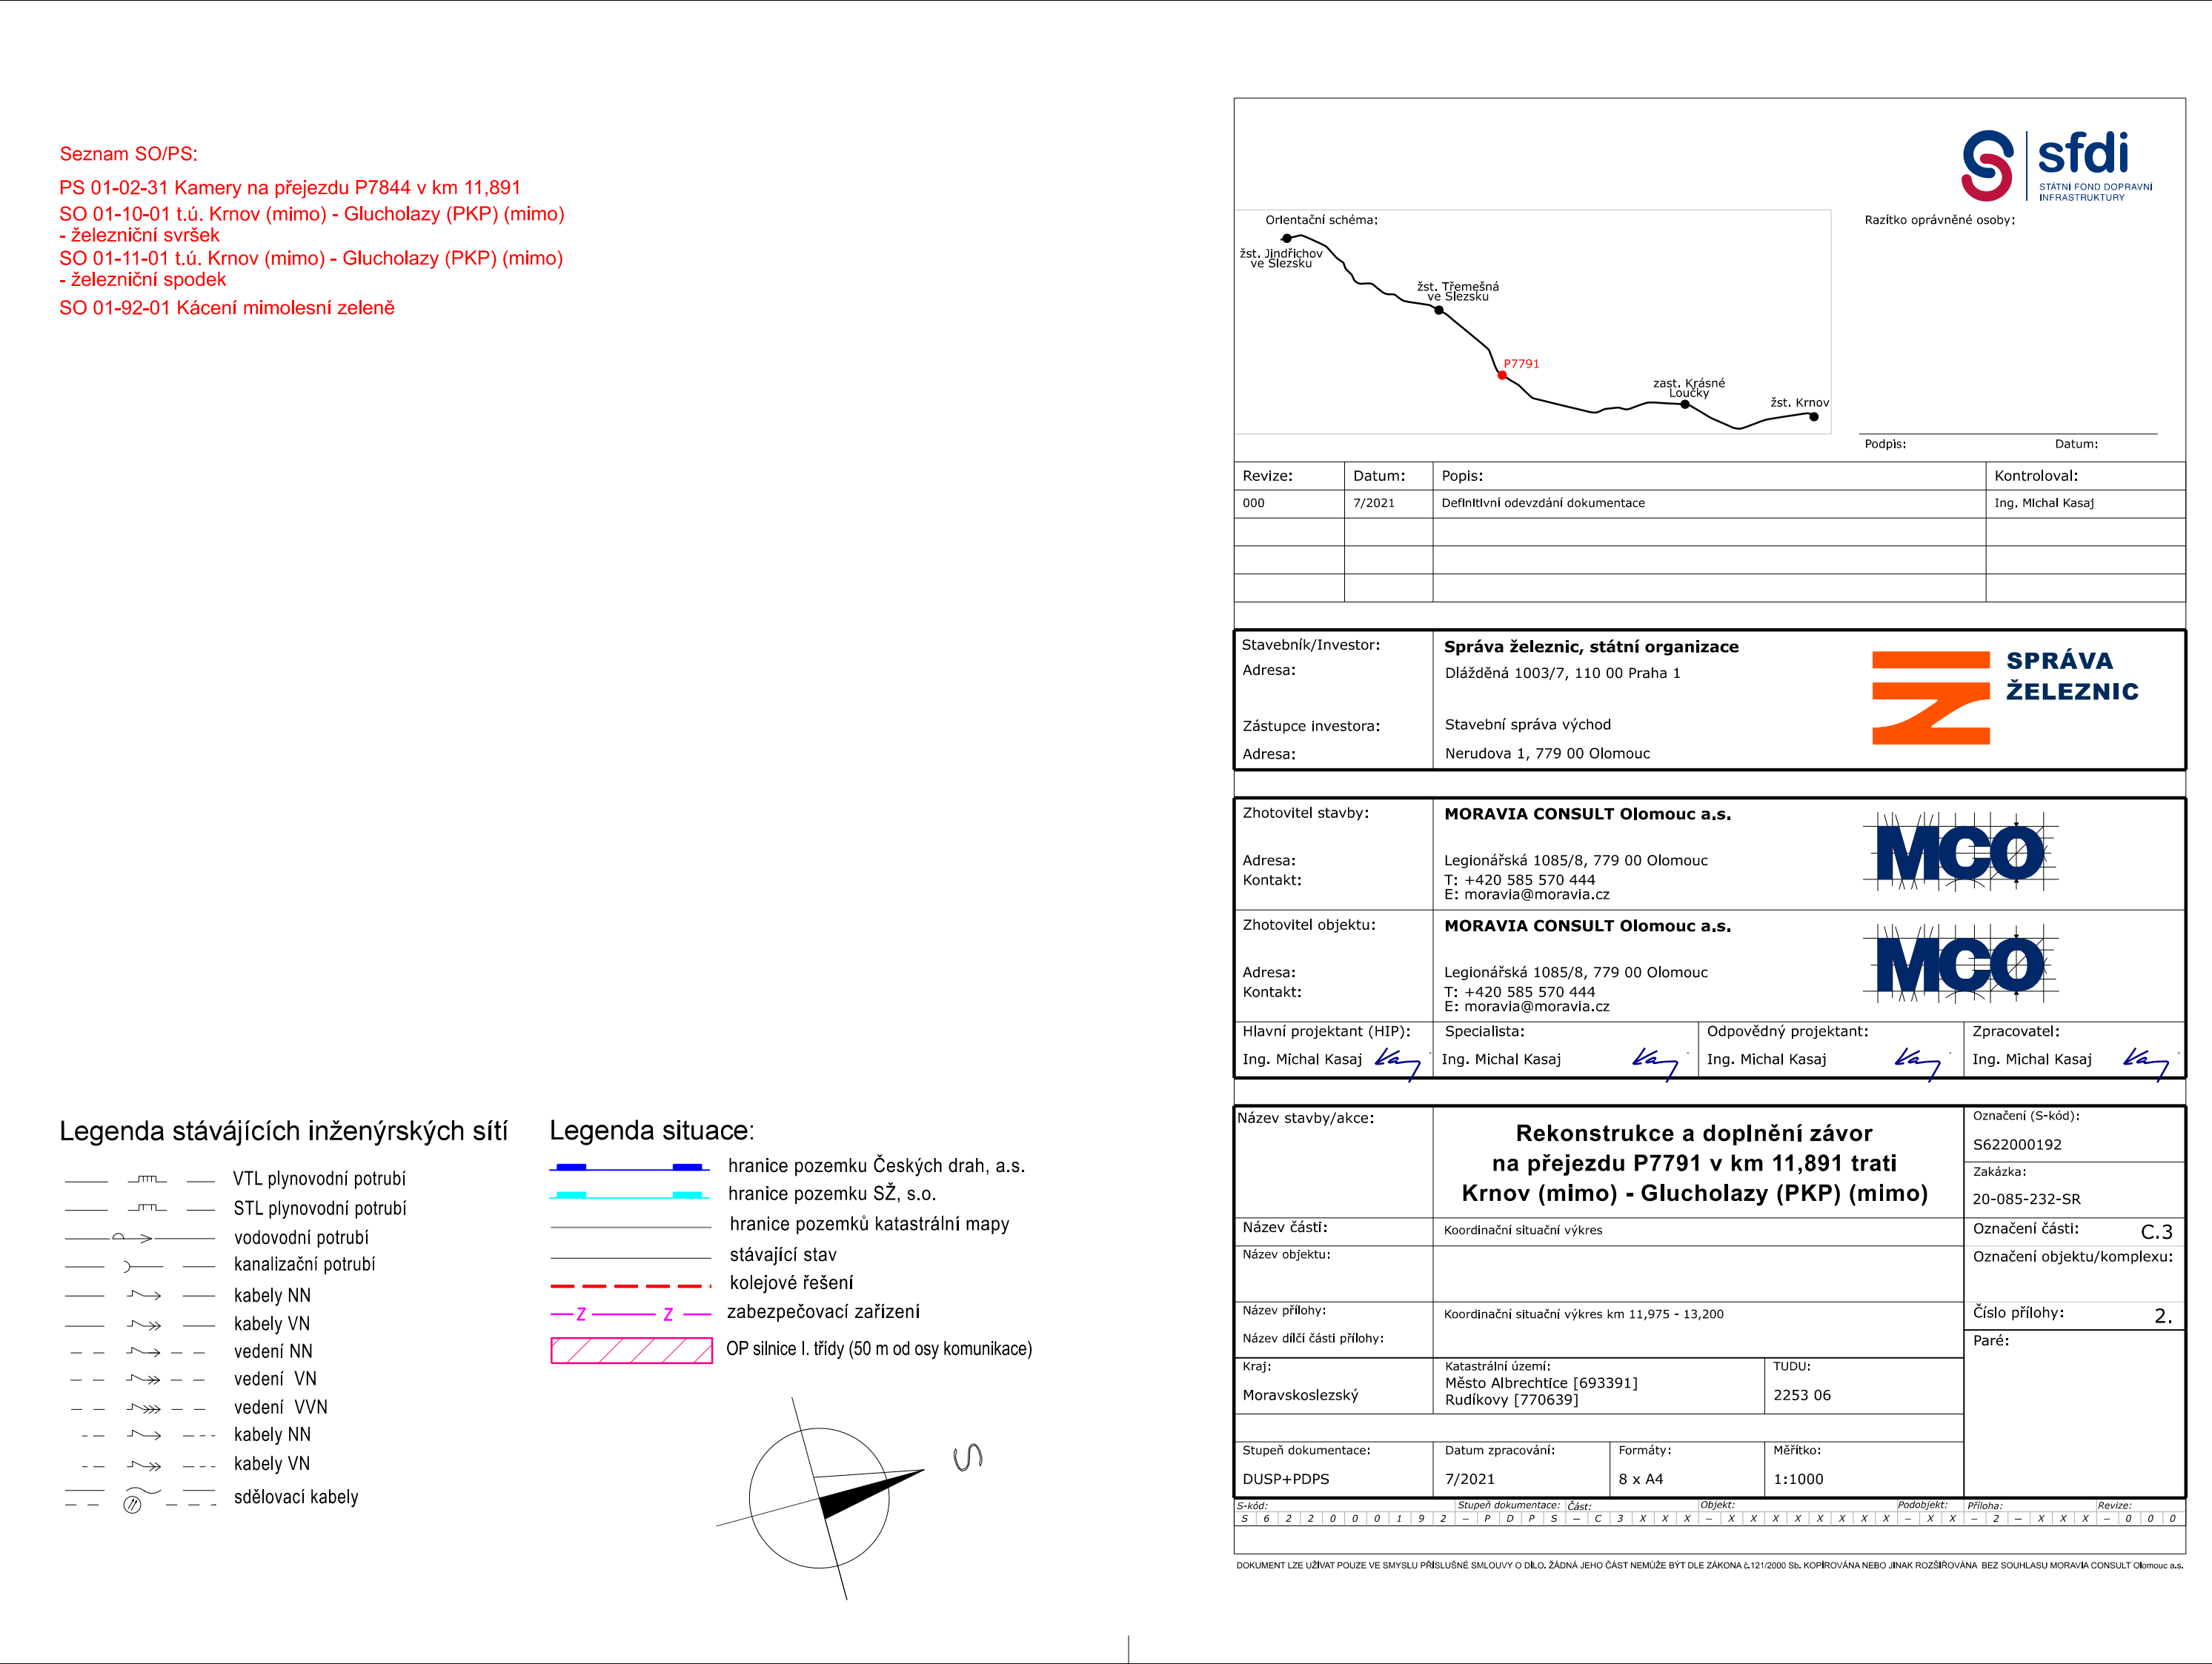 Seznam SO/PS:
PS 01-02-31 Kamery na přejezdu P7844 v km 11,891
SO 01-10-01 t.ú. Krnov (mimo) - Glucholazy (PKP) (mimo)
- železniční svršek
SO 01-11-01 t.ú. Krnov (mimo) - Glucholazy (PKP) (mimo)
- železniční spodek
SO 01-92-01 Kácení mimolesní zeleně
Legenda stávájících inženýrských sítí
VTL plynovodní potrubí
STL plynovodní potrubí
vodovodní potrubí
kanalizační potrubí
kabely NN
kabely VN
vedení NN
vedení VN
vedení VVN
kabely NN
kabely VN
sdělovací kabely
Legenda situace:
hranice pozemku Českých drah, a.s.
hranice pozemku SŽ, s.o.
hranice pozemků katastrální mapy
stávající stav
kolejové řešení
Z Z zabezpečovací zařízení
OP silnice I. třídy (50 m od osy komunikace)
S
sfdi
STÁTNÍ FOND DOPRAVNÍ
INFRASTRUKTURY
Orientační schéma:
Razítko oprávněné osoby:
žst. Jindřichov
ve Slezsku
žst. Třemešná
ve Slezsku
P7791
zast. Krásné
Loučky
žst. Krnov
Podpis: Datum:
Revize: Datum: Popis: Kontroloval:
000 7/2021 Definitivní odevzdání dokumentace Ing. Michal Kasaj
Stavebník/Investor: Správa železnic, státní organizace
Adresa: Dlážděná 1003/7, 110 00 Praha 1
Zástupce investora: Stavební správa východ
Adresa: Nerudova 1, 779 00 Olomouc
SPRÁVA
ŽELEZNIC
Zhotovitel stavby: MORAVIA CONSULT Olomouc a.s.
Adresa: Legionářská 1085/8, 779 00 Olomouc
Kontakt: T: +420 585 570 444
E: moravia@moravia.cz
MCO
Zhotovitel objektu: MORAVIA CONSULT Olomouc a.s.
Adresa: Legionářská 1085/8, 779 00 Olomouc
Kontakt: T: +420 585 570 444
E: moravia@moravia.cz
MCO
Hlavní projektant (HIP): Specialista: Odpovědný projektant: Zpracovatel:
Ing. Michal Kasaj Ing. Michal Kasaj Ing. Michal Kasaj Ing. Michal Kasaj
Název stavby/akce:
Rekonstrukce a doplnění závor
na přejezdu P7791 v km 11,891 trati
Krnov (mimo) - Glucholazy (PKP) (mimo)
Označení (S-kód):
S622000192
Zakázka:
20-085-232-SR
Název části: Koordinační situační výkres
Označení části: C.3
Název objektu:
Označení objektu/komplexu:
Název přílohy: Koordinační situační výkres km 11,975 - 13,200
Číslo přílohy: 2.
Název dílčí části přílohy:
Paré:
Kraj: Katastrální území: TUDU:
Moravskoslezský Město Albrechtice [693391] 2253 06
Rudíkovy [770639]
Stupeň dokumentace: Datum zpracování: Formáty: Měřítko:
DUSP+PDPS 7/2021 8 x A4 1:1000
S-kód: Stupeň dokumentace: Část: Objekt: Podobjekt: Příloha: Revize:
S 6 2 2 0 0 0 1 9 2 - P D P S - C 3 X X X - X X X X X X X X - X X - 2 - X X X - 0 0 0
DOKUMENT LZE UŽÍVAT POUZE VE SMYSLU PŘÍSLUŠNÉ SMLOUVY O DÍLO. ŽÁDNÁ JEHO ČÁST NEMŮŽE BÝT DLE ZÁKONA č.121/2000 Sb. KOPÍROVÁNA NEBO JINAK ROZŠIŘOVÁNA BEZ SOUHLASU MORAVIA CONSULT Olomouc a.s.